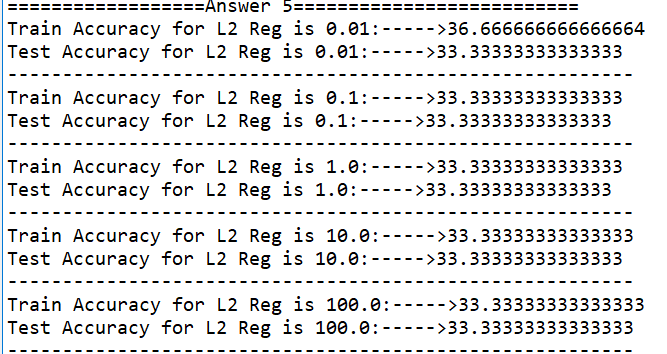 ==================Answer 5==========================
Train Accuracy for L2 Reg is 0.01:----->36.666666666666664
Test Accuracy for L2 Reg is 0.01:----->33.33333333333333
---------------------------------------------------------
Train Accuracy for L2 Reg is 0.1:----->33.33333333333333
Test Accuracy for L2 Reg is 0.1:----->33.33333333333333
---------------------------------------------------------
Train Accuracy for L2 Reg is 1.0:----->33.33333333333333
Test Accuracy for L2 Reg is 1.0:----->33.33333333333333
---------------------------------------------------------
Train Accuracy for L2 Reg is 10.0:----->33.33333333333333
Test Accuracy for L2 Reg is 10.0:----->33.33333333333333
---------------------------------------------------------
Train Accuracy for L2 Reg is 100.0:----->33.33333333333333
Test Accuracy for L2 Reg is 100.0:----->33.33333333333333
---------------------------------------------------------